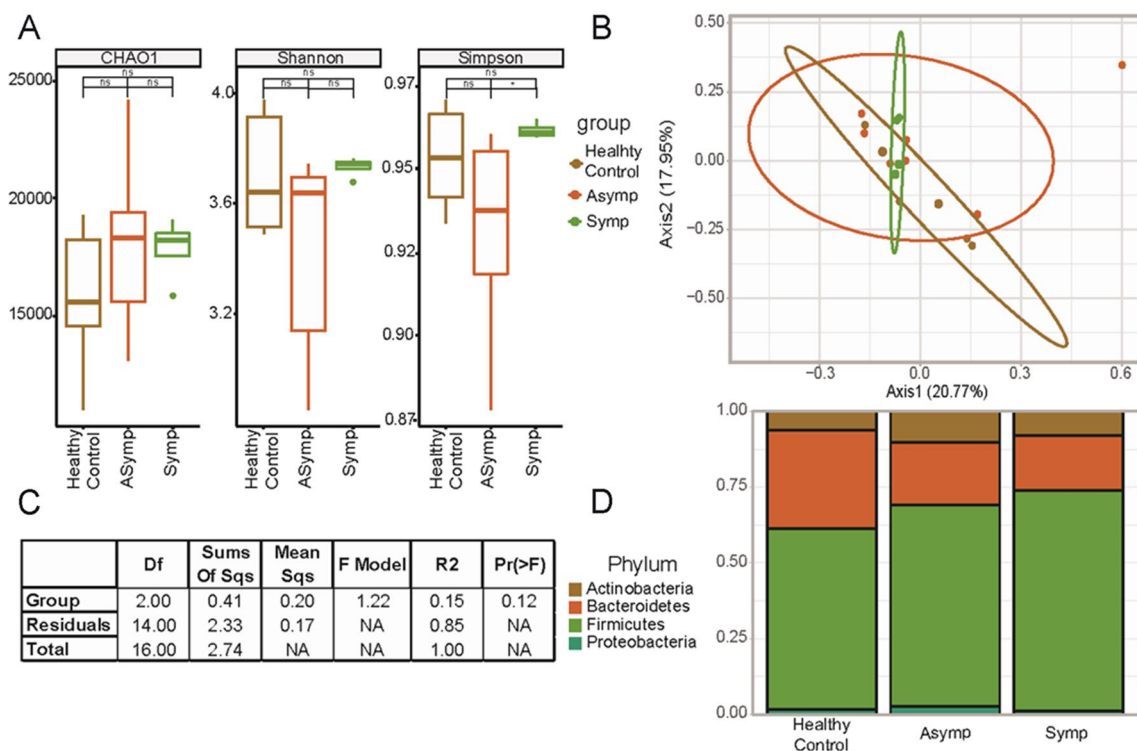 A
CHAO1
Shannon
Simpson
ns
ns
ns
ns
ns
ns
ns
ns
*
25000
20000
15000
4.0
3.6
3.2
0.97
0.95
0.92
0.90
0.87
Healthy
Control
ASymp
Symp
Healthy
Control
ASymp
Symp
Healthy
Control
ASymp
Symp
group
Healhty
Control
Asymp
Symp
B
0.50
0.25
0.00
−0.25
−0.50
Axis2 (17.95%)
−0.3
0.0
0.3
0.6
Axis1 (20.77%)
C
Df
Sums
Of Sqs
Mean
Sqs
F Model
R2
Pr(>F)
Group 2.00 0.41 0.20 1.22 0.15 0.12
Residuals 14.00 2.33 0.17 NA 0.85 NA
Total 16.00 2.74 NA NA 1.00 NA
D
Phylum
Actinobacteria
Bacteroidetes
Firmicutes
Proteobacteria
1.00
0.75
0.50
0.25
0.00
Healthy
Control
Asymp
Symp